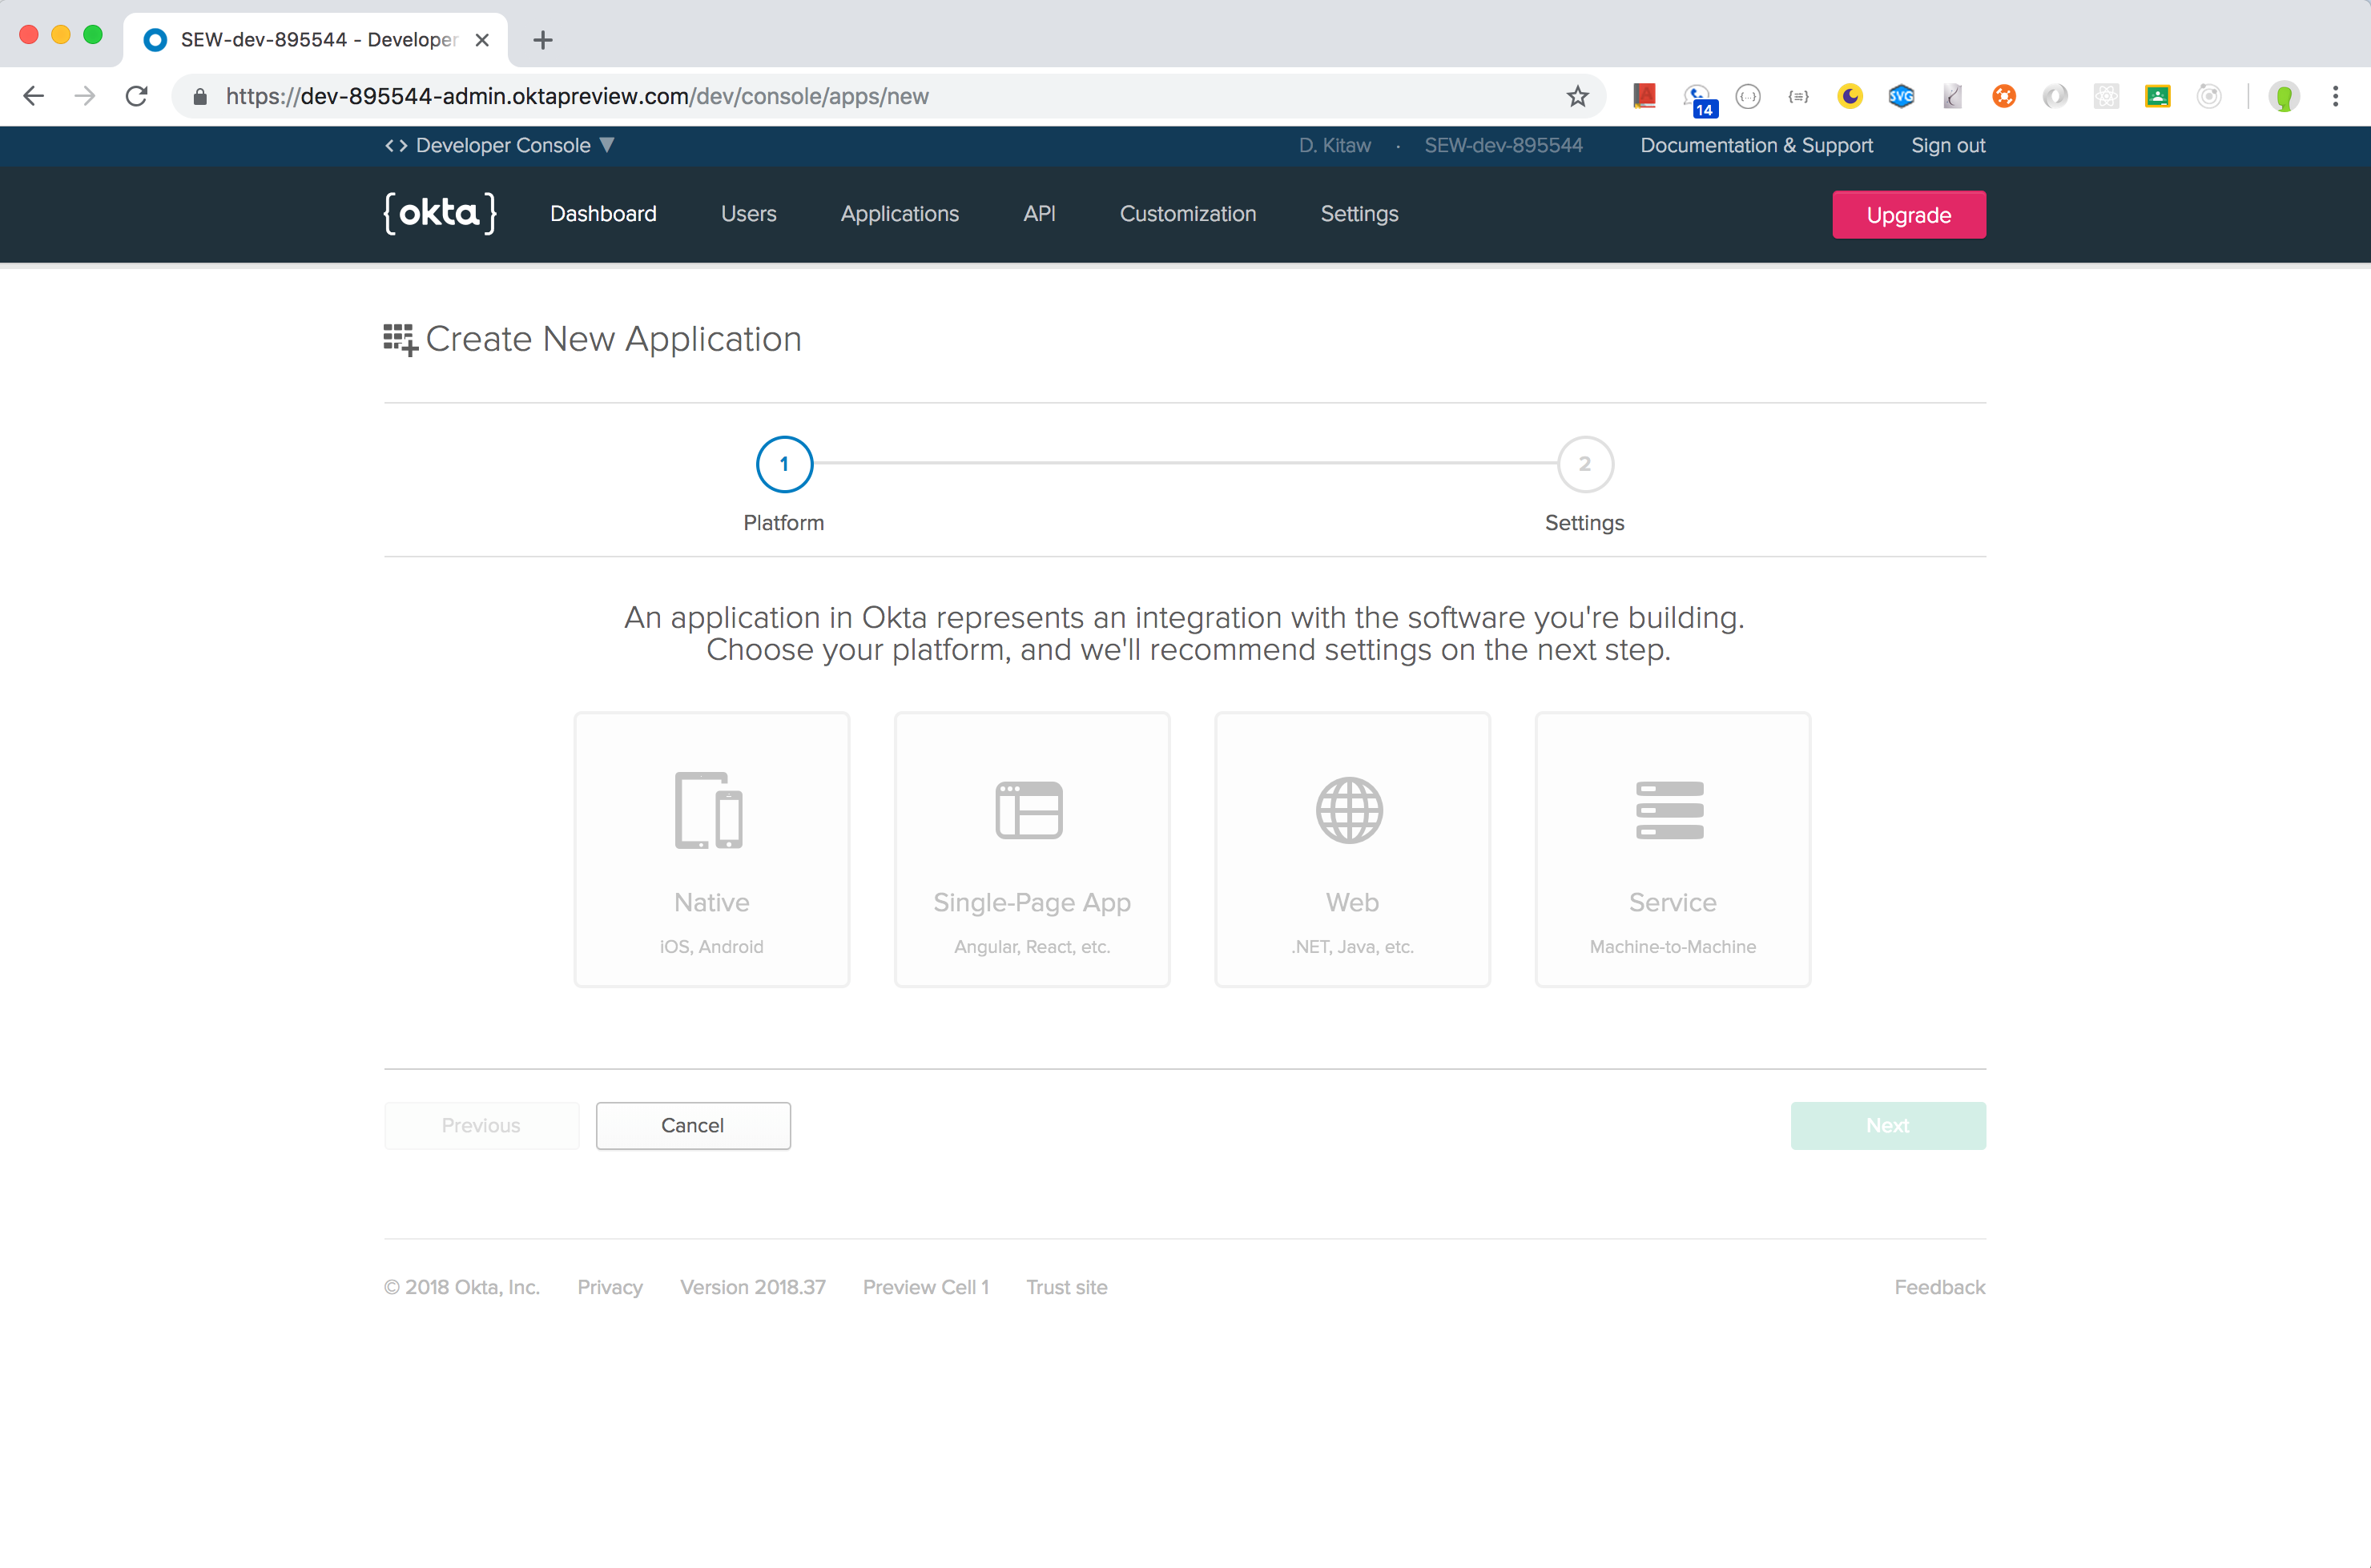 SEW-dev-895544 - Developer
https://dev-895544-admin.oktapreview.com/dev/console/apps/new
14
SVG
<> Developer Console ▼
D. Kitaw · SEW-dev-895544 Documentation & Support Sign out
{okta} Dashboard Users Applications API Customization Settings Upgrade
Create New Application
1 2
Platform Settings
An application in Okta represents an integration with the software you're building.
Choose your platform, and we'll recommend settings on the next step.
Native
iOS, Android
Single-Page App
Angular, React, etc.
Web
.NET, Java, etc.
Service
Machine-to-Machine
Previous Cancel Next
© 2018 Okta, Inc. Privacy Version 2018.37 Preview Cell 1 Trust site Feedback